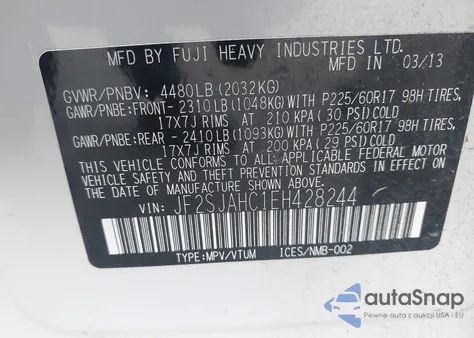 MFD BY FUJI HEAVY INDUSTRIES LTD.
MFD IN 03/13
GVWR/PNBV: 4480LB (2032KG)
GAWR/PNBE:FRONT- 2310LB (1048KG)WITH P225/60R17 98H TIRES,
17X7J RIMS AT 210 KPA (30 PSI)COLD
GAWR/PNBE:REAR - 2410LB (1093KG)WITH P225/60R17 98H TIRES,
17X7J RIMS AT 200 KPA (29 PSI)COLD
THIS VEHICLE CONFORMS TO ALL APPLICABLE FEDERAL MOTOR
VEHICLE SAFETY, BUMPER AND THEFT PREVENTION STANDARDS
IN EFFECT ON THE DATE OF MANUFACTURE SHOWN ABOVE.
VIN: JF2SJAHC1EH428244
TYPE:MPV/VTUM ICES/NMB-002
autoSnap
Pewne auta z aukcji USA i EU